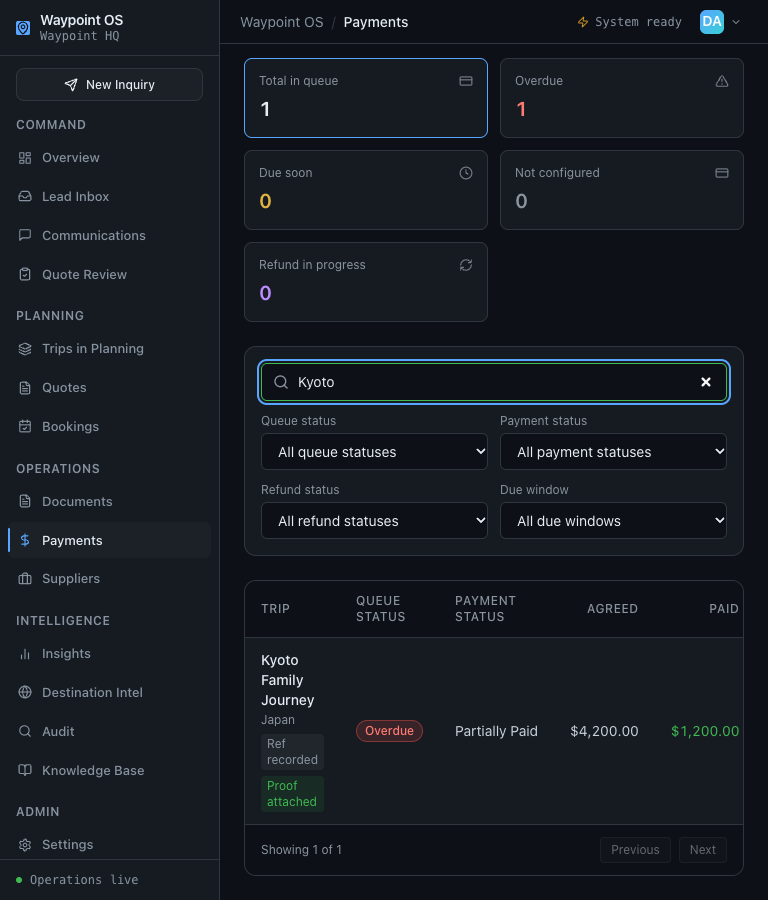 Waypoint OS
Waypoint HQ
New Inquiry
COMMAND
Overview
Lead Inbox
Communications
Quote Review
PLANNING
Trips in Planning
Quotes
Bookings
OPERATIONS
Documents
Payments
Suppliers
INTELLIGENCE
Insights
Destination Intel
Audit
Knowledge Base
ADMIN
Settings
Operations live
Waypoint OS / Payments
System ready
DA
Total in queue
1
Overdue
1
Due soon
0
Not configured
0
Refund in progress
0
Kyoto
Queue status
All queue statuses
Payment status
All payment statuses
Refund status
All refund statuses
Due window
All due windows
TRIP
QUEUE
STATUS
PAYMENT
STATUS
AGREED
PAID
Kyoto
Family
Journey
Japan
Ref
recorded
Proof
attached
Overdue
Partially Paid
$4,200.00
$1,200.00
Showing 1 of 1
Previous
Next